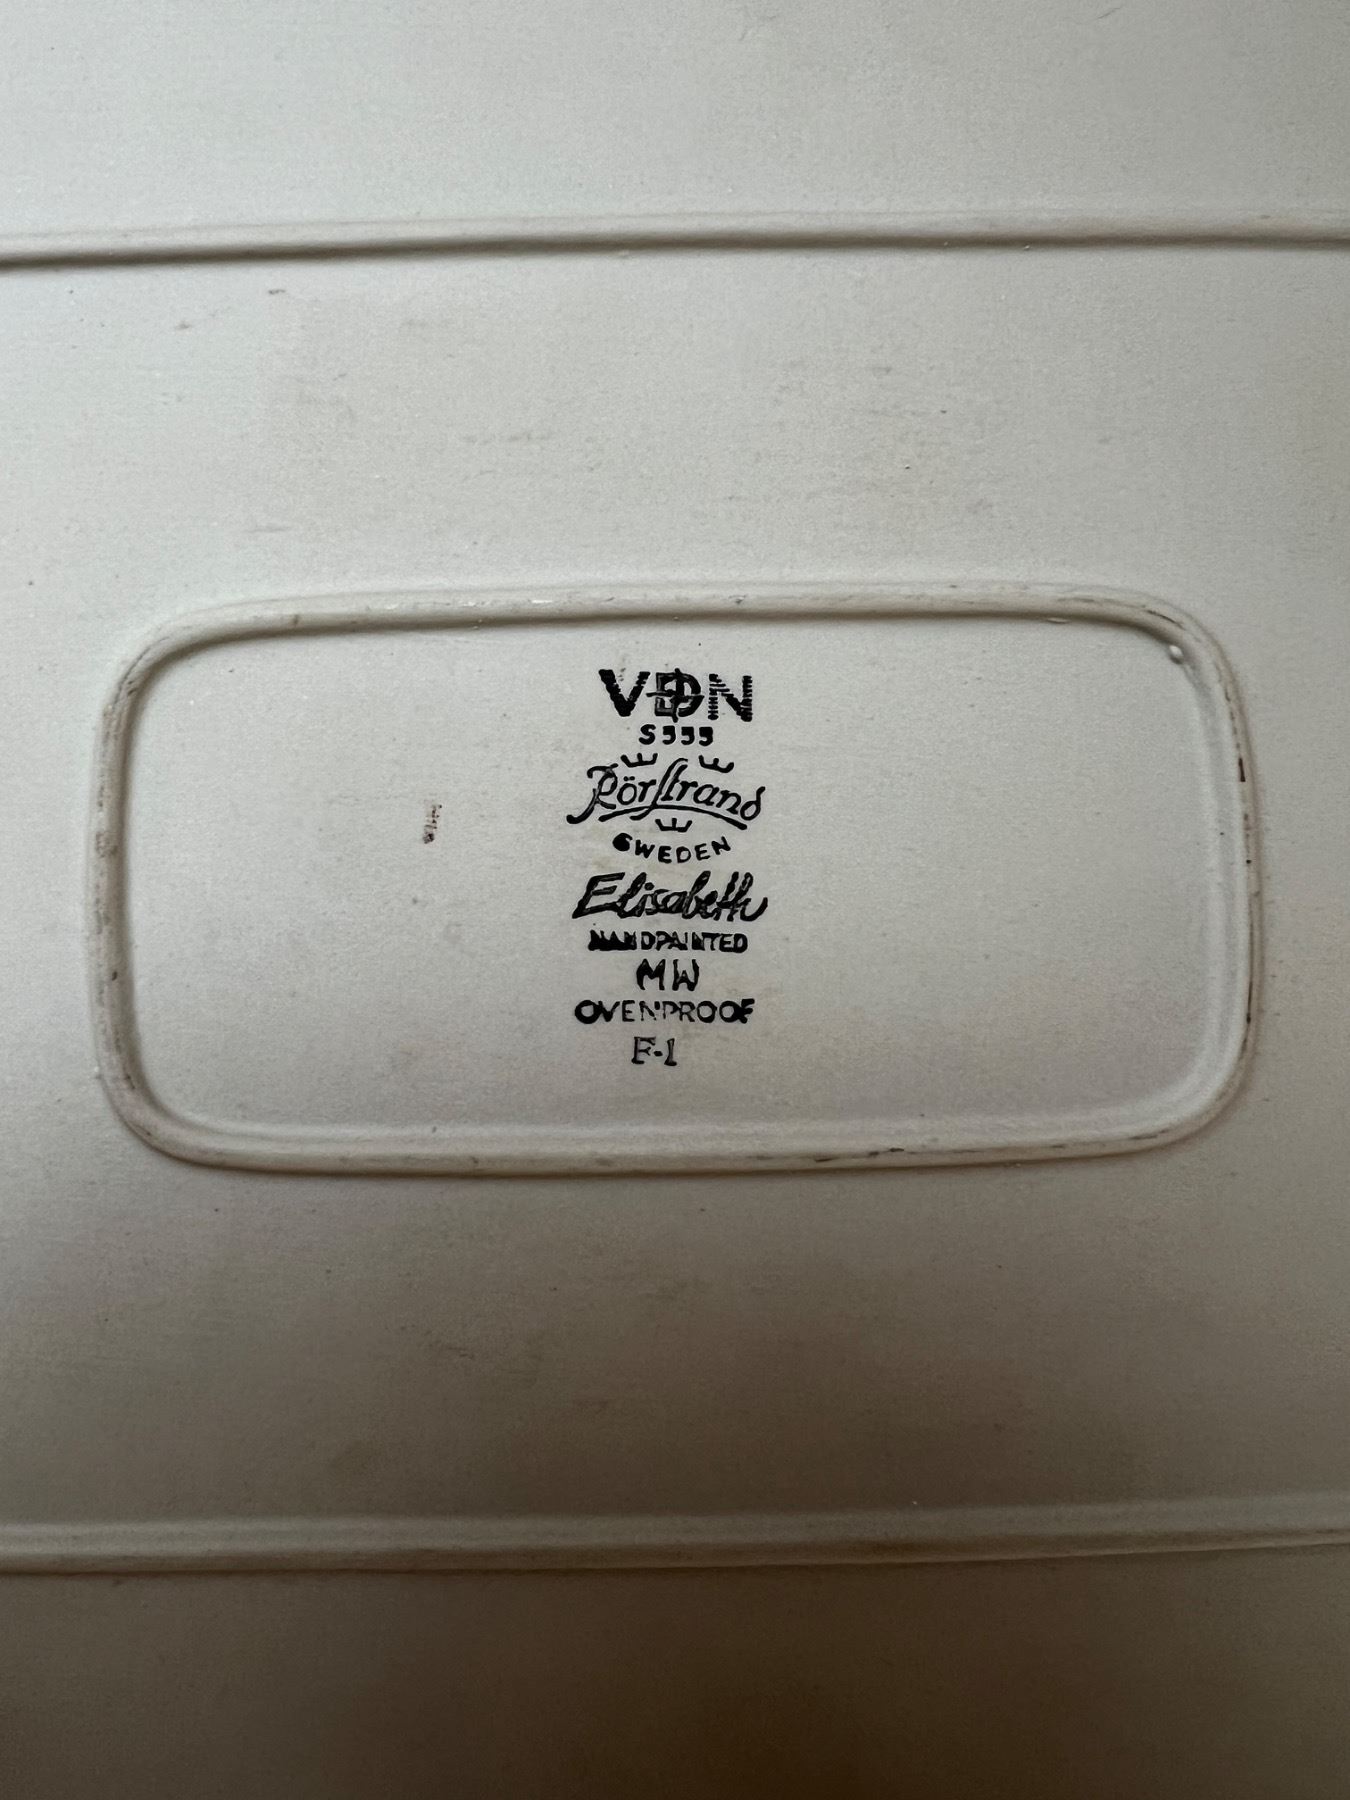 VDN
S555
Rörstrand
SWEDEN
Elisabeth
HANDPAINTED
MW
OVENPROOF
F-1